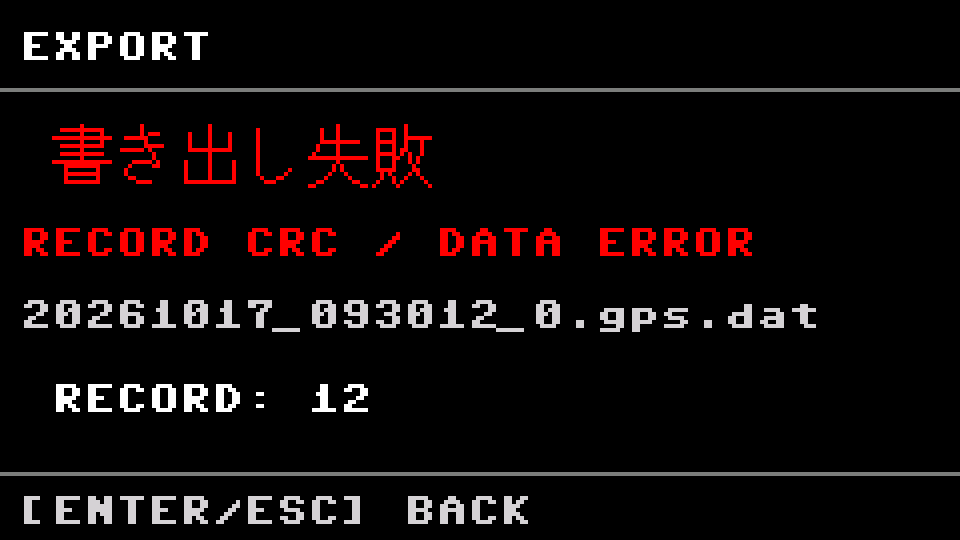 EXPORT
書き出し失敗
RECORD CRC / DATA ERROR
20261017_093012_0.gps.dat
RECORD: 12
[ENTER/ESC] BACK